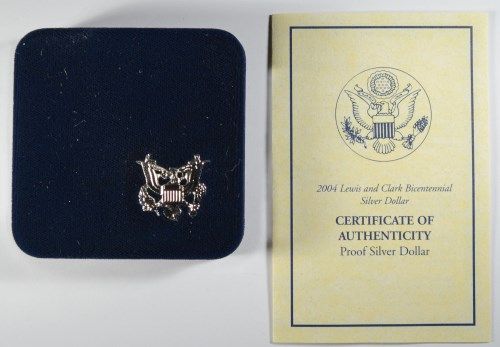 2004 Lewis and Clark Bicentennial
Silver Dollar
CERTIFICATE OF
AUTHENTICITY
Proof Silver Dollar